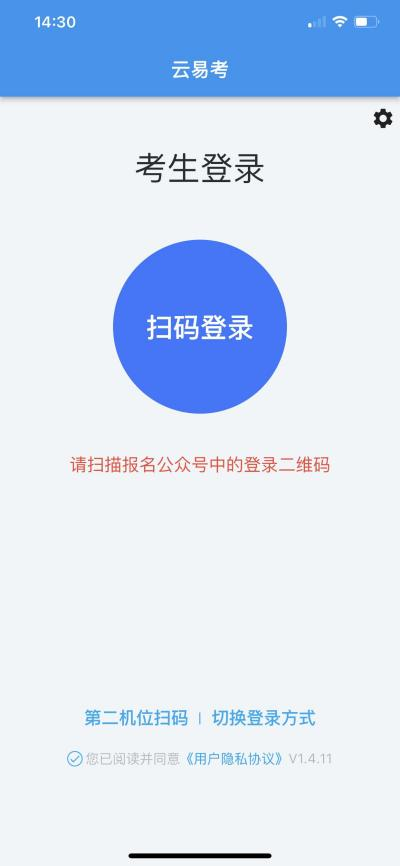 14:30
云易考
考生登录
扫码登录
请扫描报名公众号中的登录二维码
第二机位扫码 | 切换登录方式
您已阅读并同意《用户隐私协议》V1.4.11